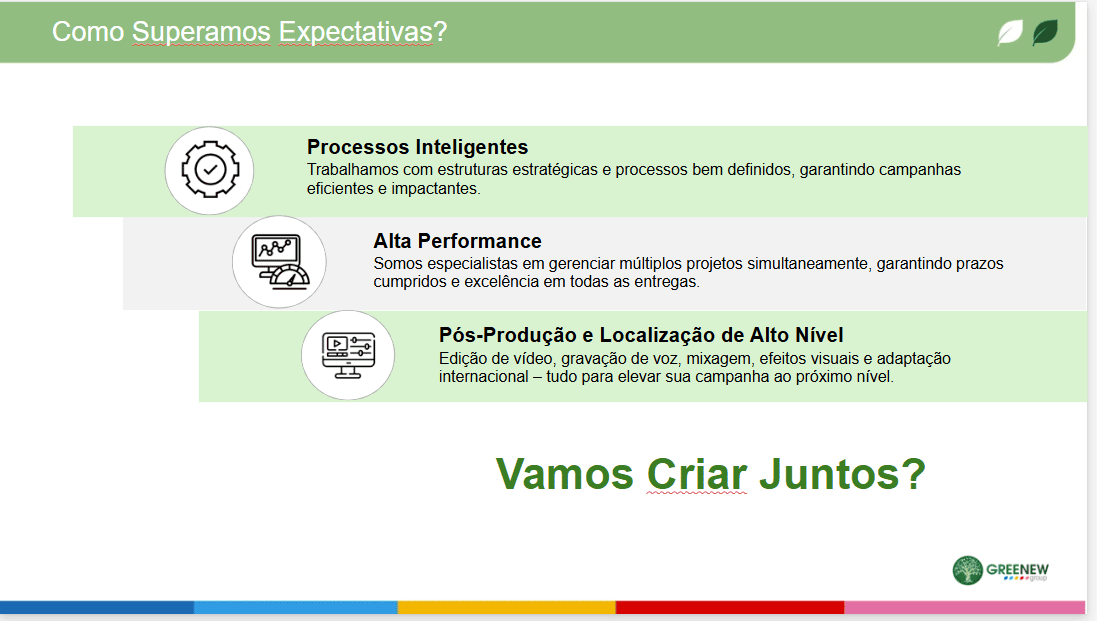 Como Superamos Expectativas?
Processos Inteligentes
Trabalhamos com estruturas estratégicas e processos bem definidos, garantindo campanhas
eficientes e impactantes.
Alta Performance
Somos especialistas em gerenciar múltiplos projetos simultaneamente, garantindo prazos
cumpridos e excelência em todas as entregas.
Pós-Produção e Localização de Alto Nível
Edição de vídeo, gravação de voz, mixagem, efeitos visuais e adaptação
internacional – tudo para elevar sua campanha ao próximo nível.
Vamos Criar Juntos?
GREENEW
group